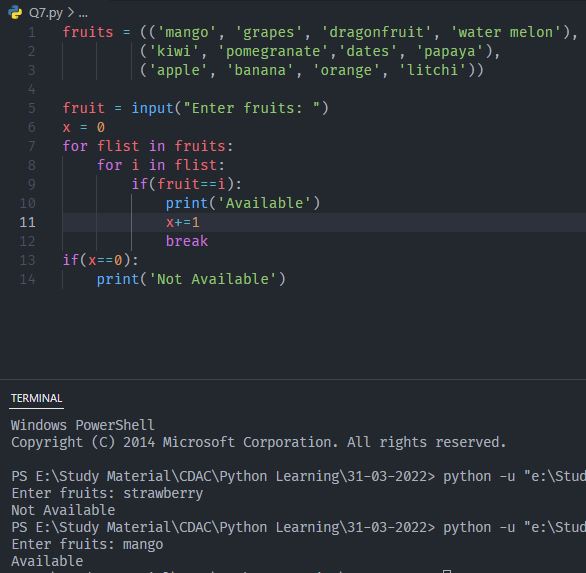 Q7.py > ...
1 fruits = (('mango', 'grapes', 'dragonfruit', 'water melon'),
2 ('kiwi', 'pomegranate','dates', 'papaya'),
3 ('apple', 'banana', 'orange', 'litchi'))
4
5 fruit = input("Enter fruits: ")
6 x = 0
7 for flist in fruits:
8 for i in flist:
9 if(fruit==i):
10 print('Available')
11 x+=1
12 break
13 if(x==0):
14 print('Not Available')
TERMINAL
Windows PowerShell
Copyright (C) 2014 Microsoft Corporation. All rights reserved.
PS E:\Study Material\CDAC\Python Learning\31-03-2022> python -u "e:\Stud
Enter fruits: strawberry
Not Available
PS E:\Study Material\CDAC\Python Learning\31-03-2022> python -u "e:\Stud
Enter fruits: mango
Available